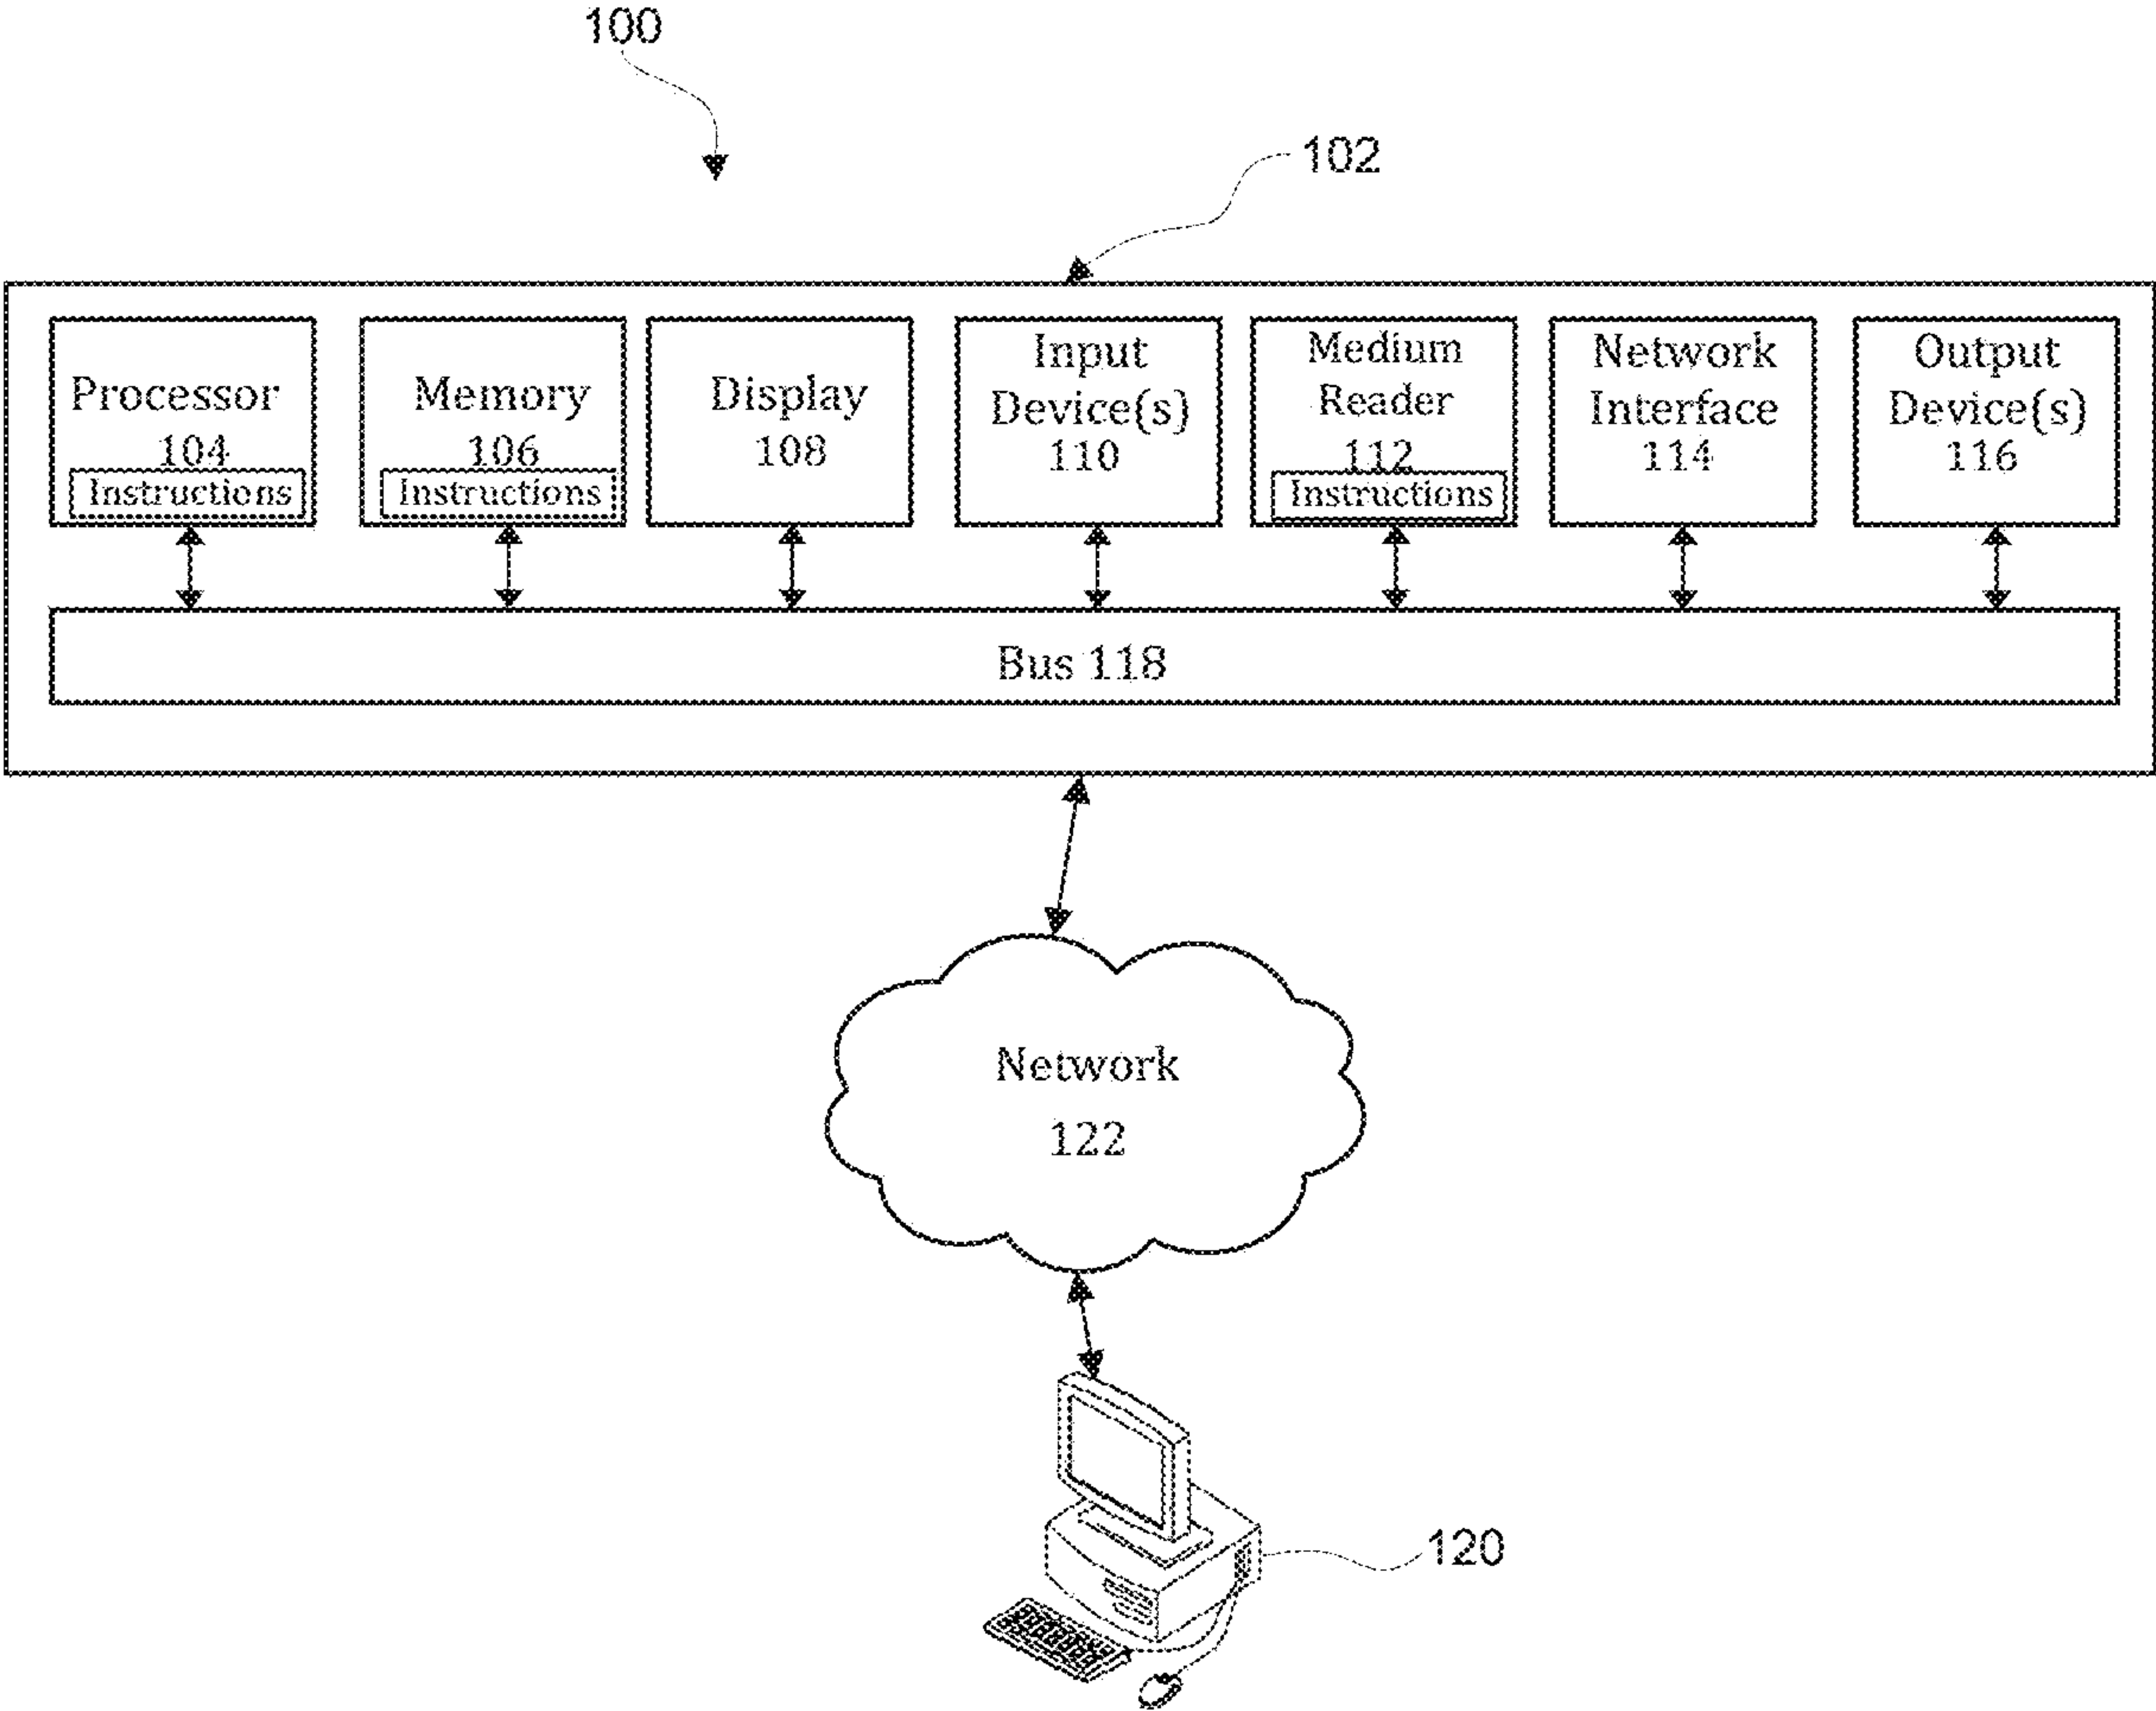 100
102
Processor
104
Instructions
Memory
106
Instructions
Display
108
Input
Device(s)
110
Medium
Reader
112
Instructions
Network
Interface
114
Output
Device(s)
116
Bus 118
Network
122
120